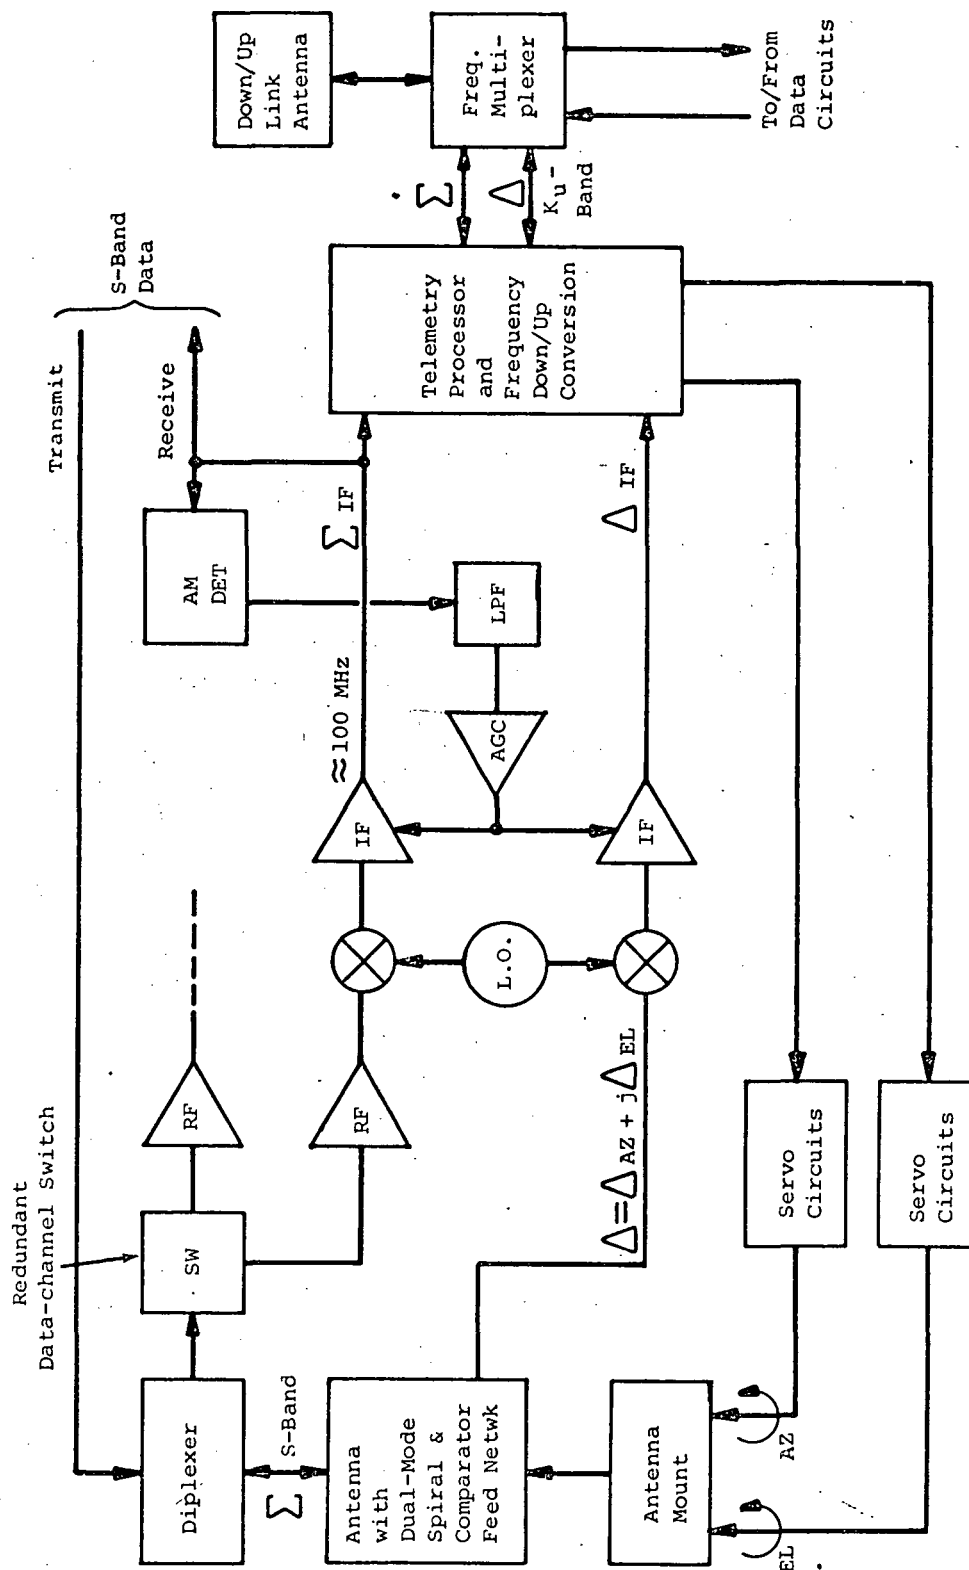 Down/Up
Link
Antenna
Freq.
Multi-
plexer
To/From
Data
Circuits
Σ
Δ
Ku-
Band
S-Band
Data
Transmit
Receive
Telemetry
Processor
and
Frequency
Down/Up
Conversion
AM
DET
Σ IF
Δ IF
LPF
≈100 MHz
AGC
IF
IF
L.O.
RF
RF
Δ=ΔAZ + jΔEL
Redundant
Data-channel Switch
SW
Diplexer
Σ
S-Band
Antenna
with
Dual-Mode
Spiral &
Comparator
Feed Netwk
Antenna
Mount
AZ
EL
Servo
Circuits
Servo
Circuits